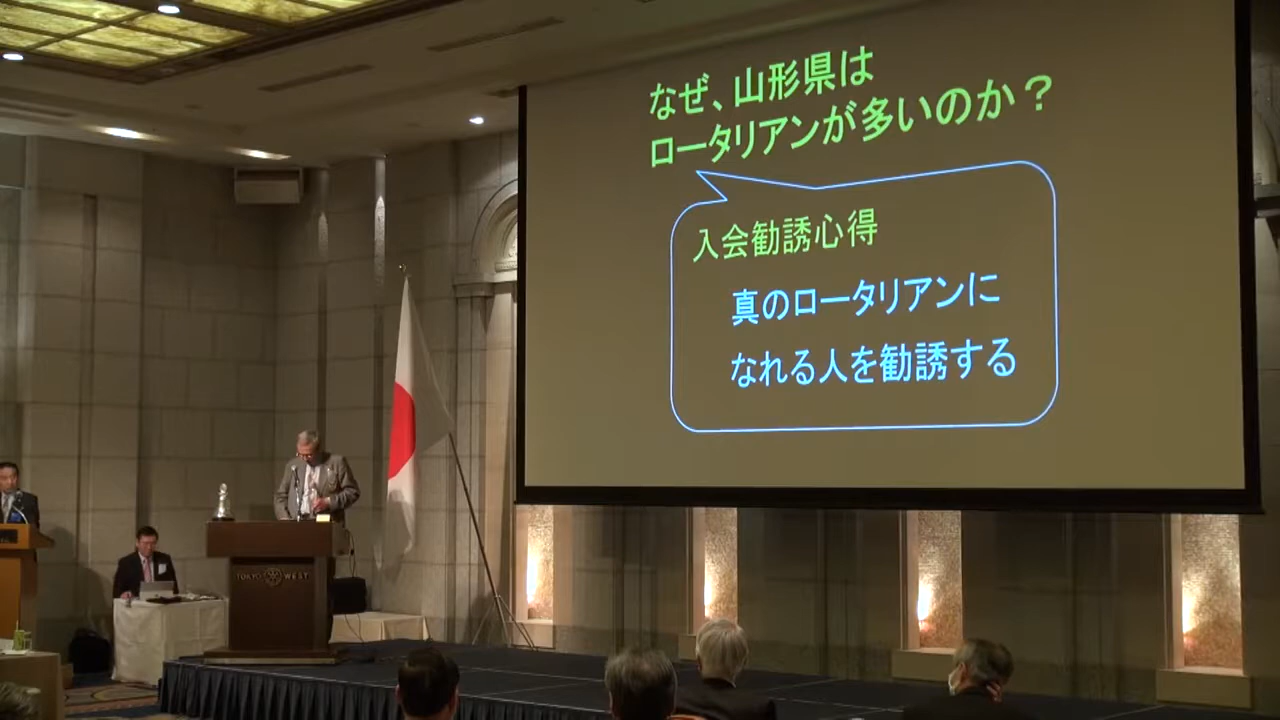 なぜ、山形県は
ロータリアンが多いのか？
入会勧誘心得
真のロータリアンに
なれる人を勧誘する
TOKYO WEST